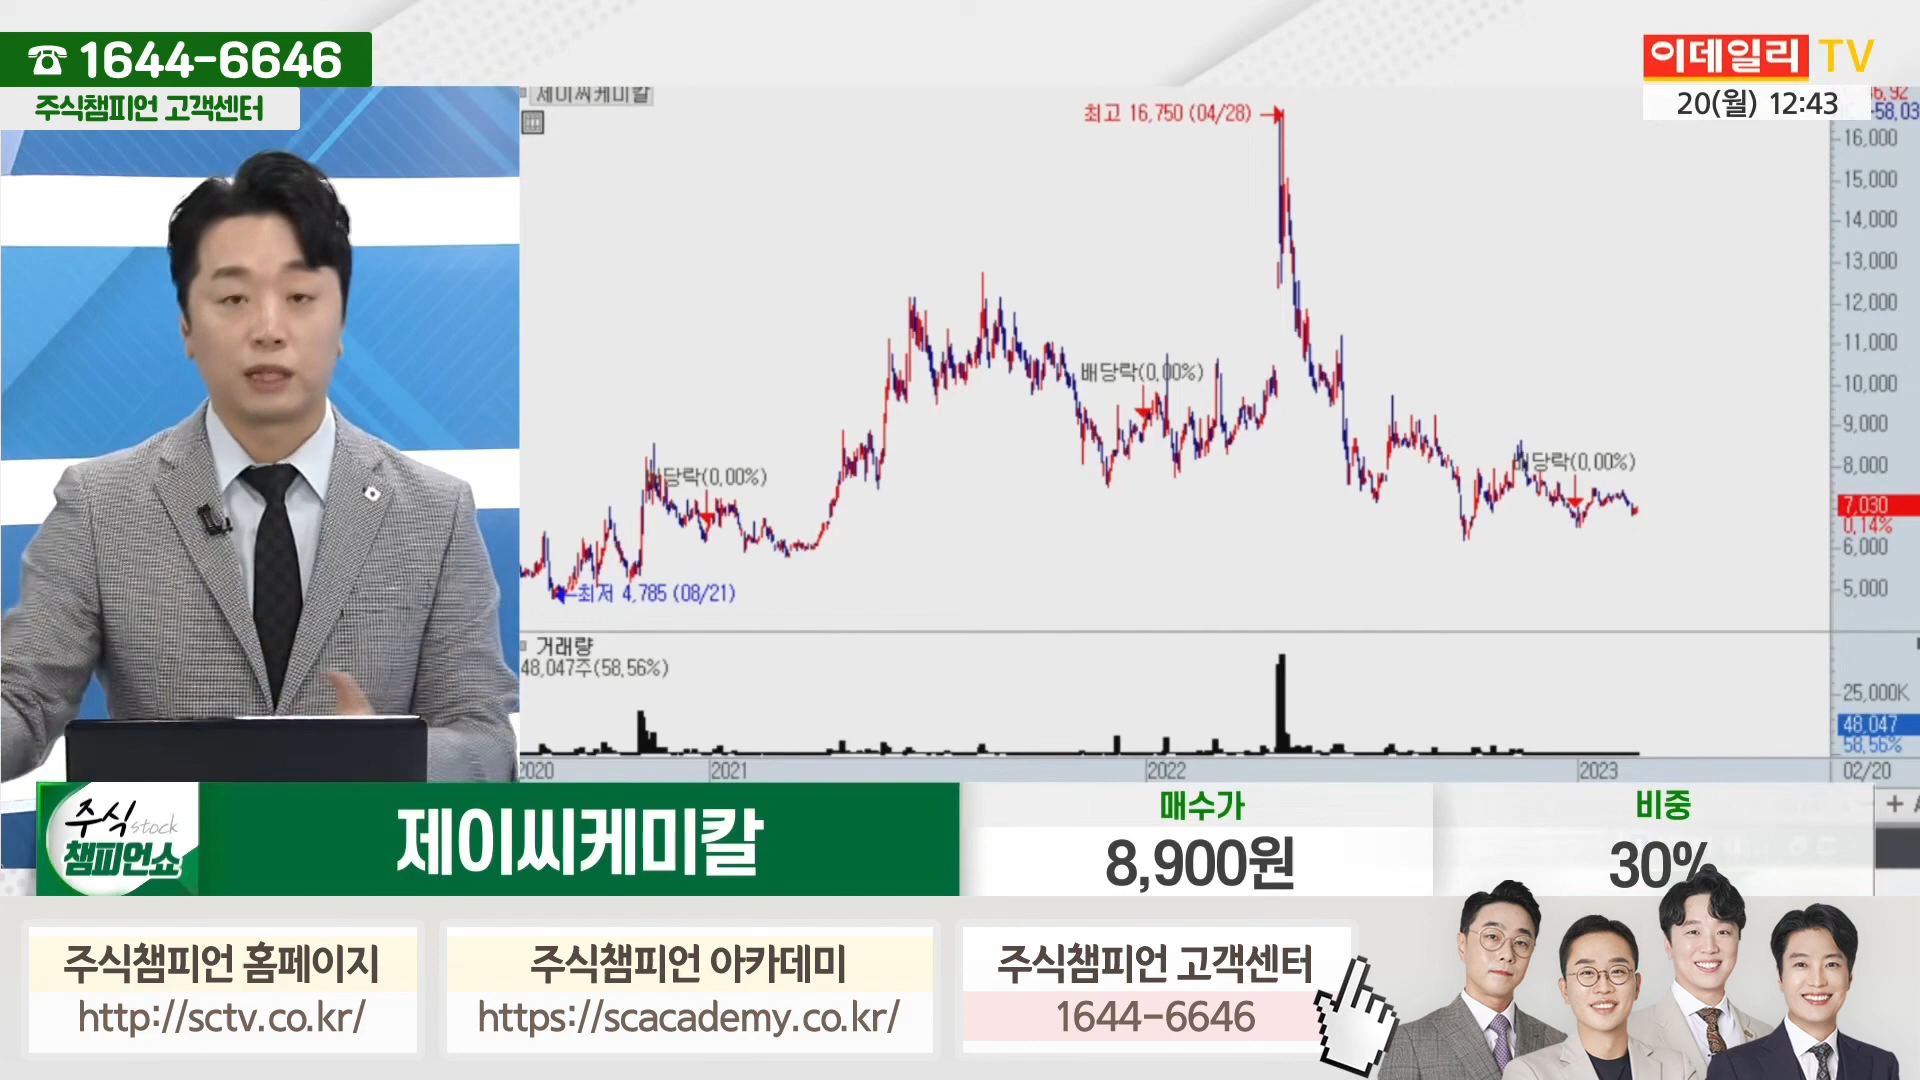 ☎ 1644-6646
주식챔피언 고객센터
이데일리 TV
20(월) 12:43
제이씨케미칼
최고 16,750 (04/28)
-58,03
16,000
15,000
14,000
13,000
12,000
11,000
10,000
9,000
8,000
7,030
0.14%
6,000
5,000
배당락(0.00%)
배당락(0.00%)
배당락(0.00%)
최저 4,785 (08/21)
거래량
48,047주(58.56%)
25,000K
48,047
58.56%
2020
2021
2022
2023
02/20
주식 stock
챔피언쇼
제이씨케미칼
매수가
8,900원
비중
30%
주식챔피언 홈페이지
http://sctv.co.kr/
주식챔피언 아카데미
https://scacademy.co.kr/
주식챔피언 고객센터
1644-6646